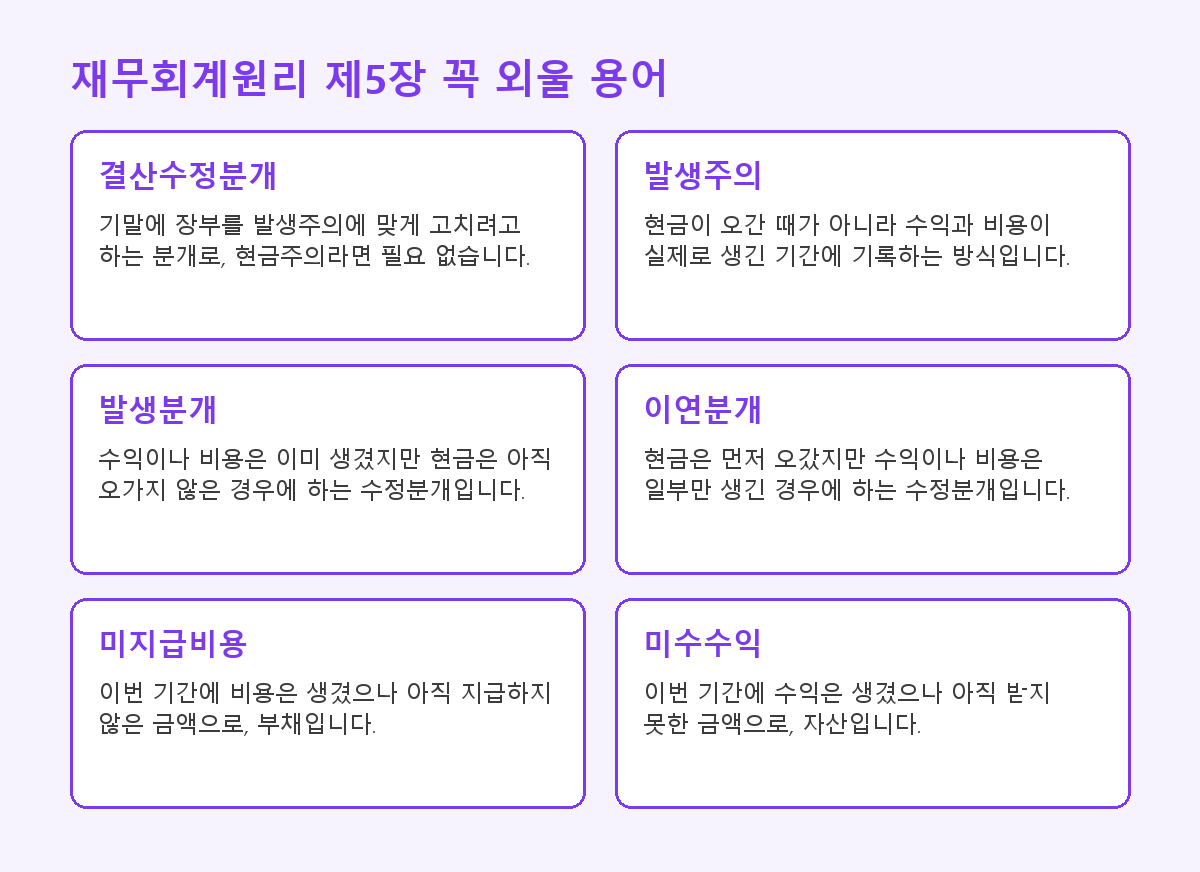 재무회계원리 제5장 꼭 외울 용어
결산수정분개
기말에 장부를 발생주의에 맞게 고치려고
하는 분개로, 현금주의라면 필요 없습니다.
발생주의
현금이 오간 때가 아니라 수익과 비용이
실제로 생긴 기간에 기록하는 방식입니다.
발생분개
수익이나 비용은 이미 생겼지만 현금은 아직
오가지 않은 경우에 하는 수정분개입니다.
이연분개
현금은 먼저 오갔지만 수익이나 비용은
일부만 생긴 경우에 하는 수정분개입니다.
미지급비용
이번 기간에 비용은 생겼으나 아직 지급하지
않은 금액으로, 부채입니다.
미수수익
이번 기간에 수익은 생겼으나 아직 받지
못한 금액으로, 자산입니다.